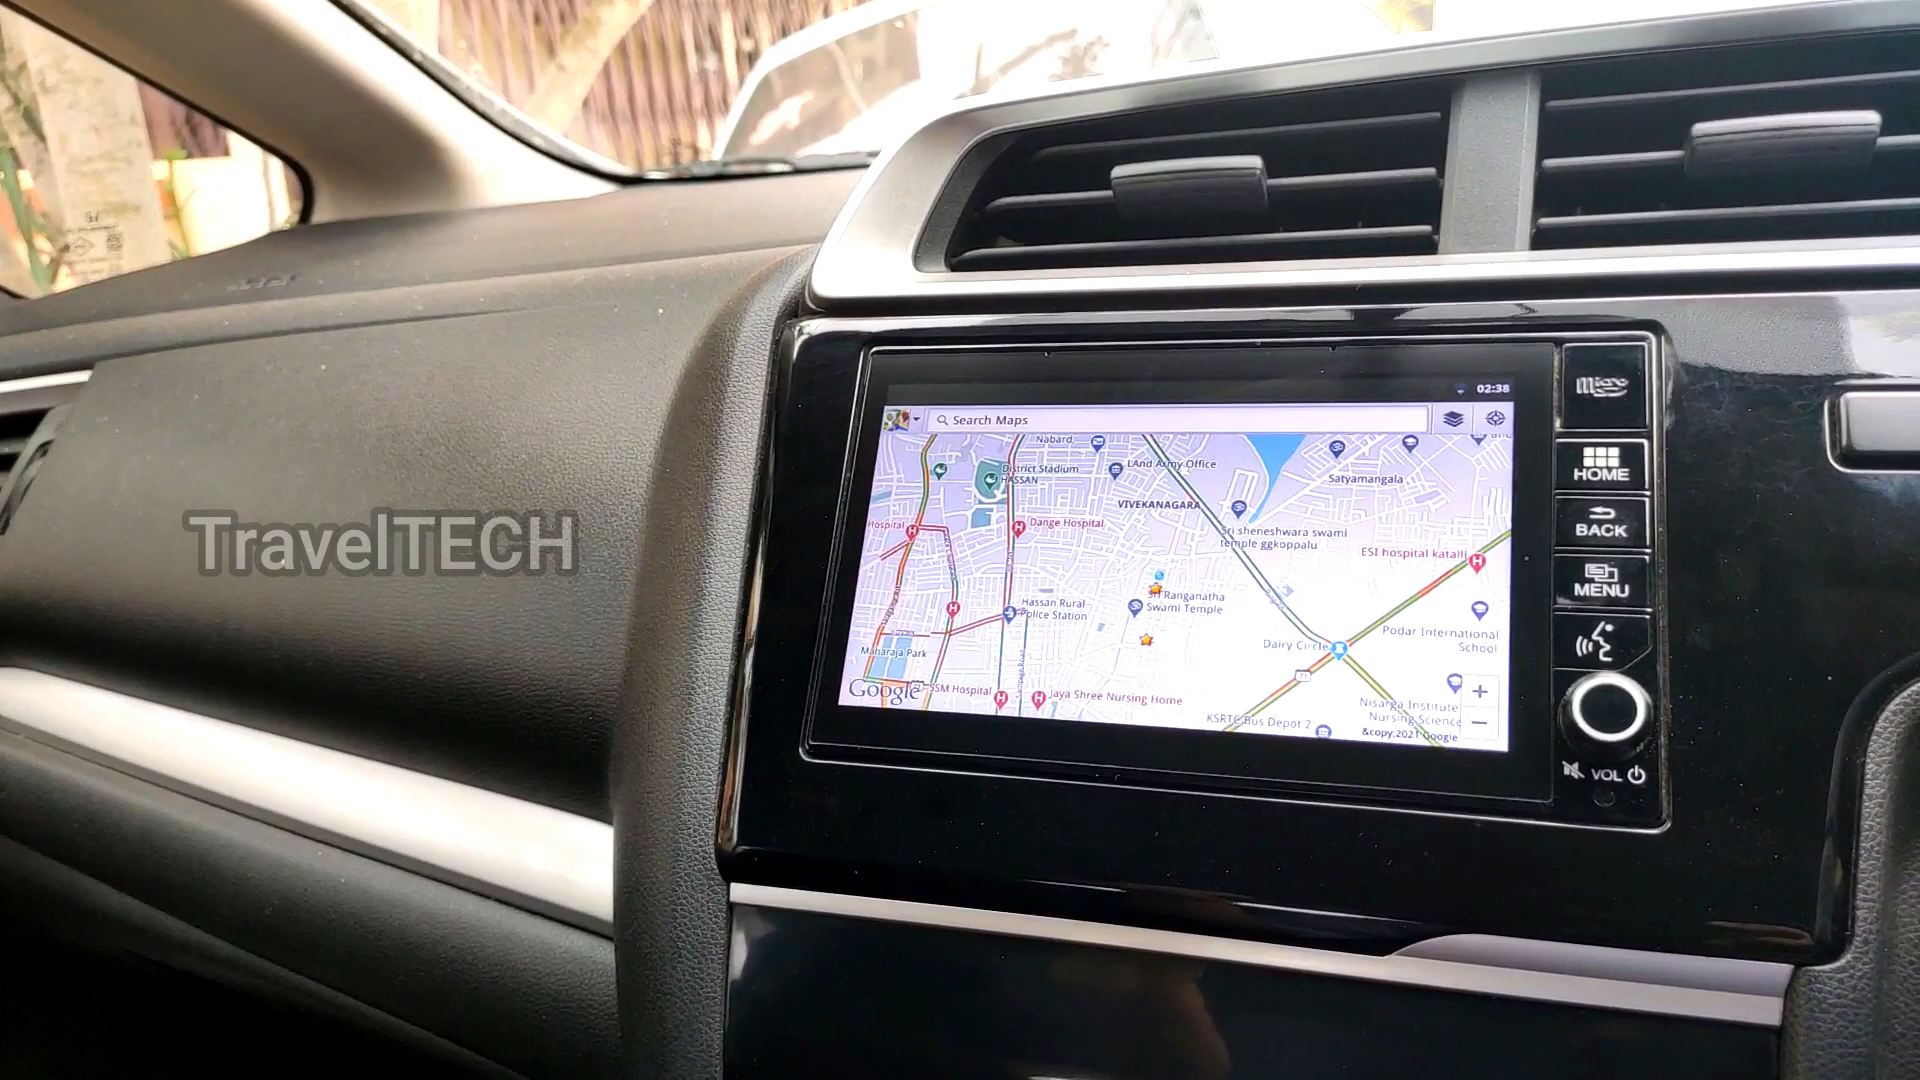 TravelTECH
02:38
Search Maps
Nabard
District Stadium
HASSAN
LAnd Army Office
VIVEKANAGARA
Satyamangala
Hospital
Dange Hospital
Sri sheneshwara swami
temple ggkoppalu
ESI hospital katalli
Sri Ranganatha
Swami Temple
Hassan Rural
Police Station
Maharaja Park
Dairy Circle
Podar International
School
Google
SSM Hospital
Jaya Shree Nursing Home
Sampige Road
KSRTC Bus Depot 2
Nisarga Institute
Nursing Science
&copy;2021 Google
+
−
micro
HOME
BACK
MENU
VOL